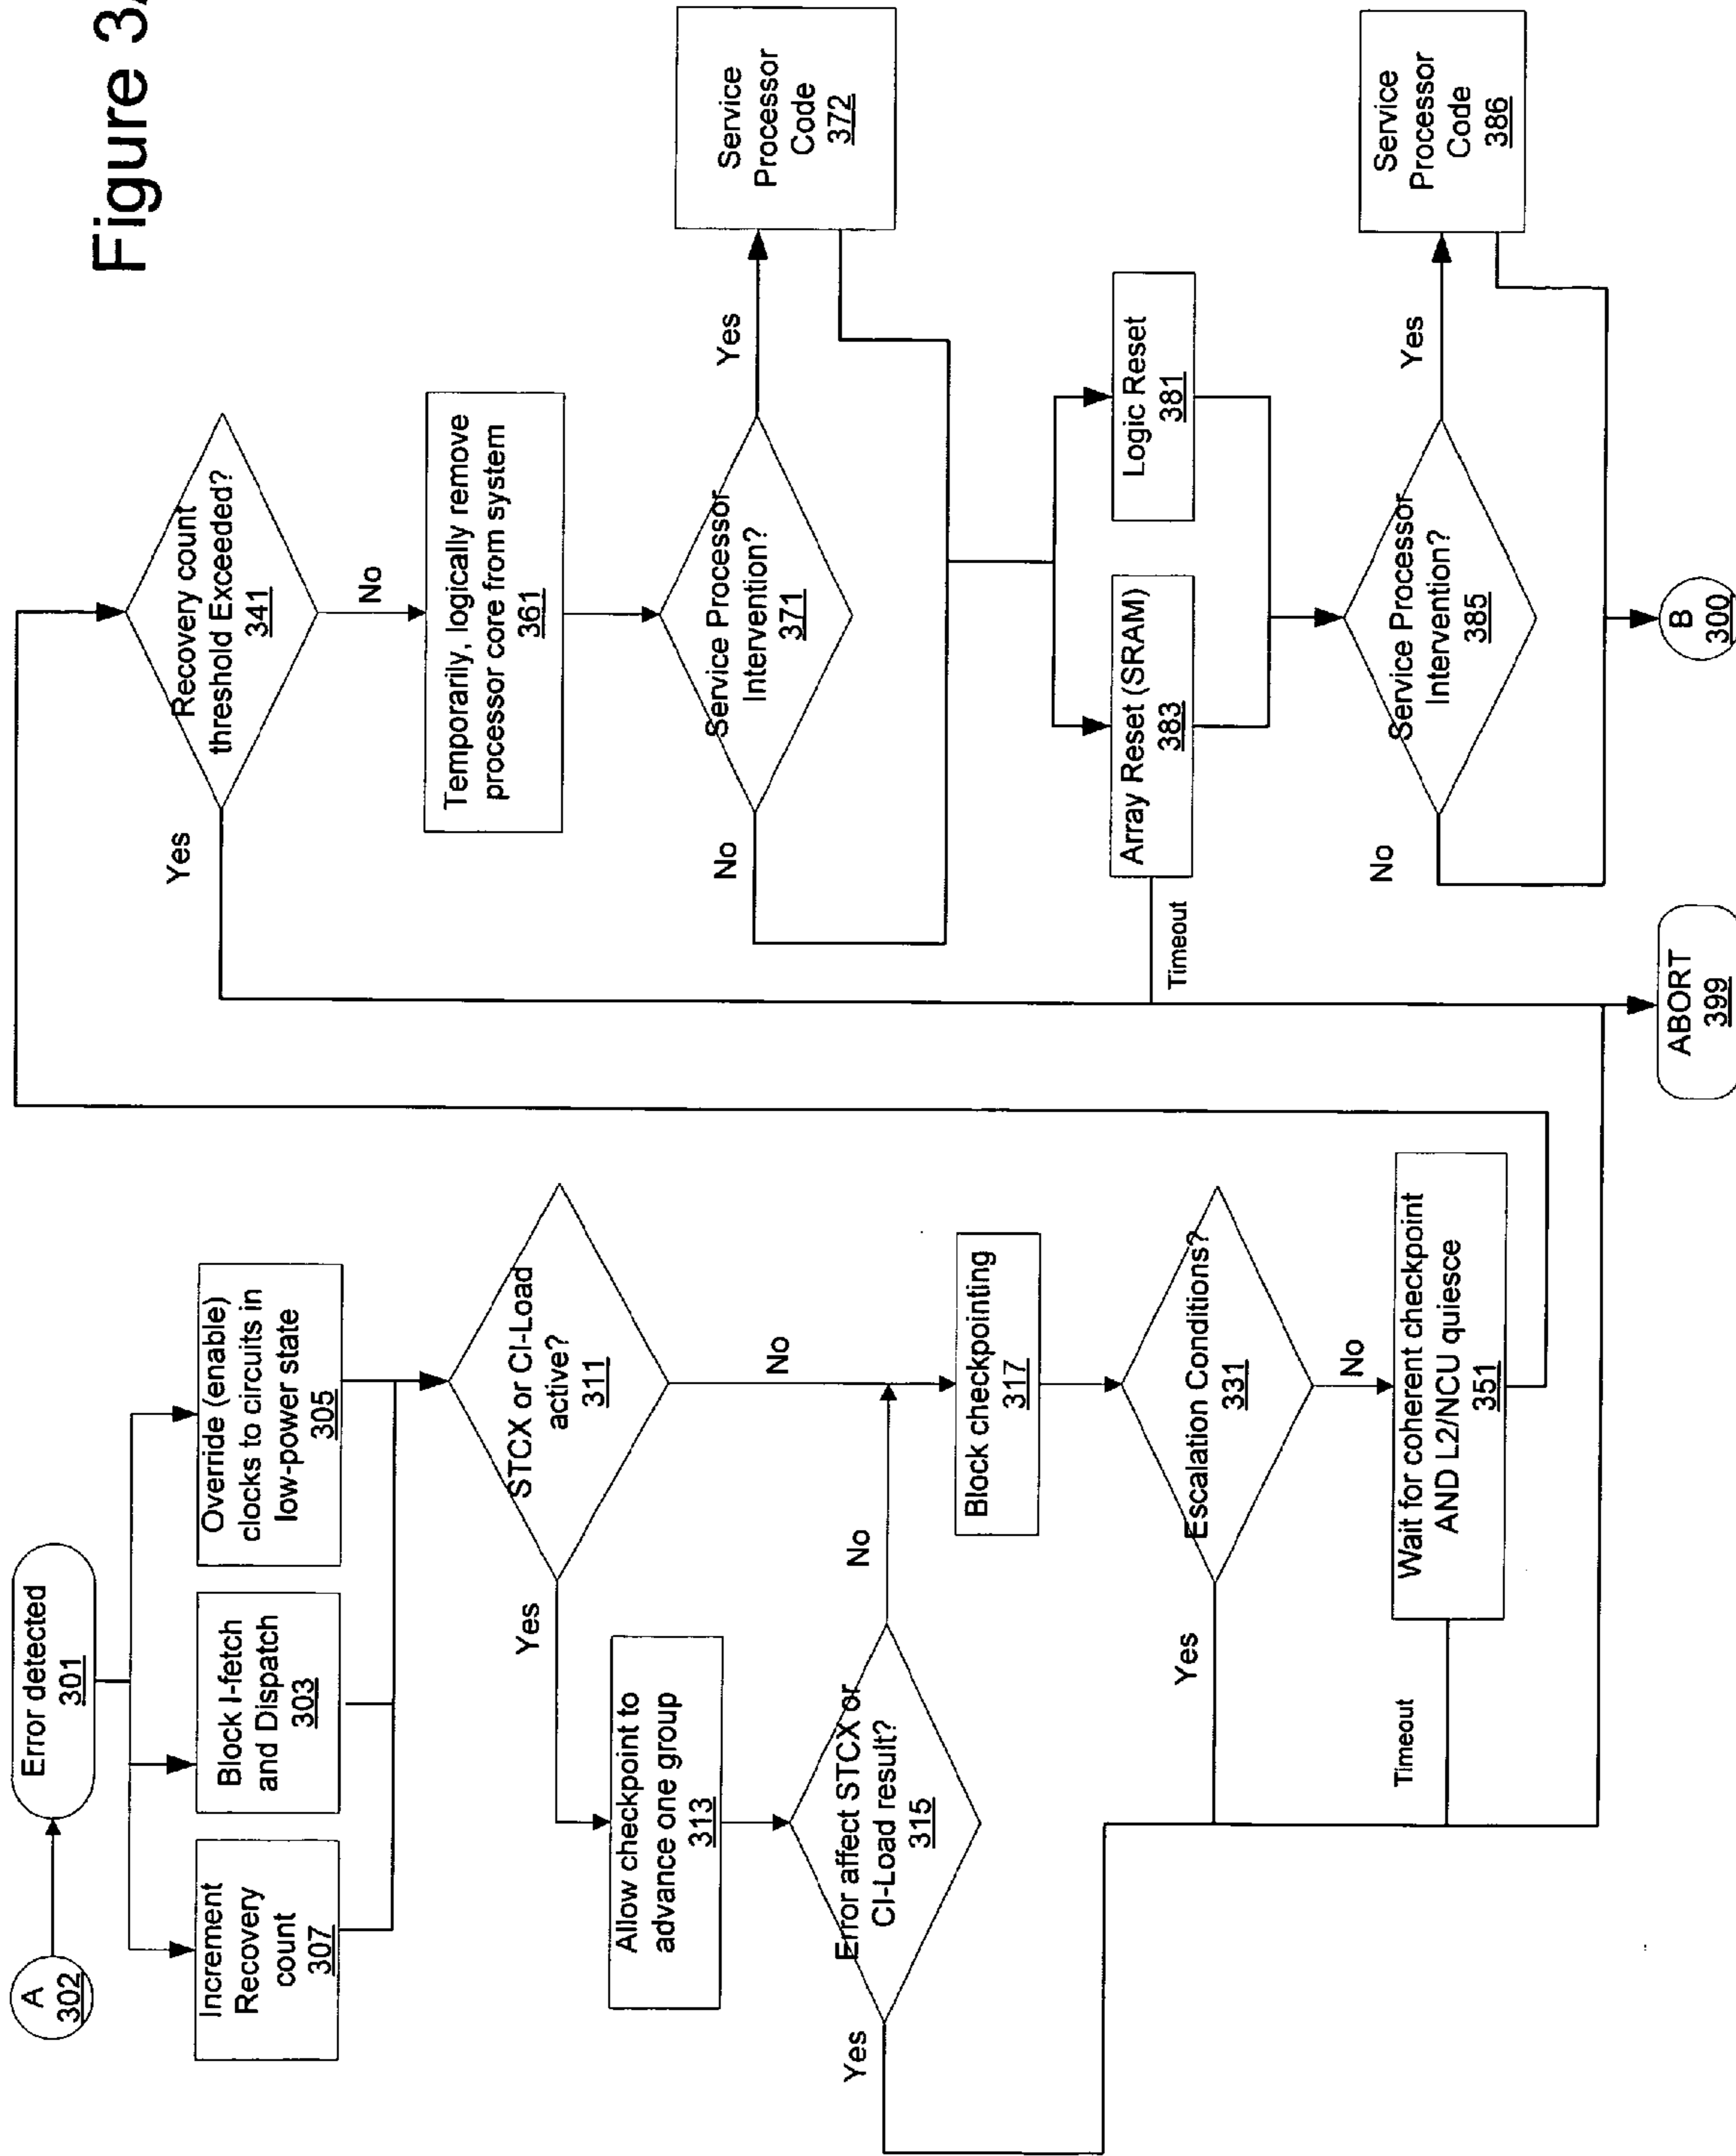 Figure 3A
A
302
Error detected
301
Increment
Recovery
count
307
Block I-fetch
and Dispatch
303
Override (enable)
clocks to circuits in
low-power state
305
STCX or CI-Load
active?
311
Yes
No
Allow checkpoint to
advance one group
313
Error affect STCX or
CI-Load result?
315
Yes
No
Block checkpointing
317
Escalation Conditions?
331
Yes
No
Wait for coherent checkpoint
AND L2/NCU quiesce
351
Timeout
Recovery count
threshold Exceeded?
341
Yes
No
Temporarily, logically remove
processor core from system
361
Service Processor
Intervention?
371
Yes
No
Service
Processor
Code
372
Array Reset (SRAM)
383
Logic Reset
381
Timeout
Service Processor
Intervention?
385
Yes
No
Service
Processor
Code
386
ABORT
399
B
300